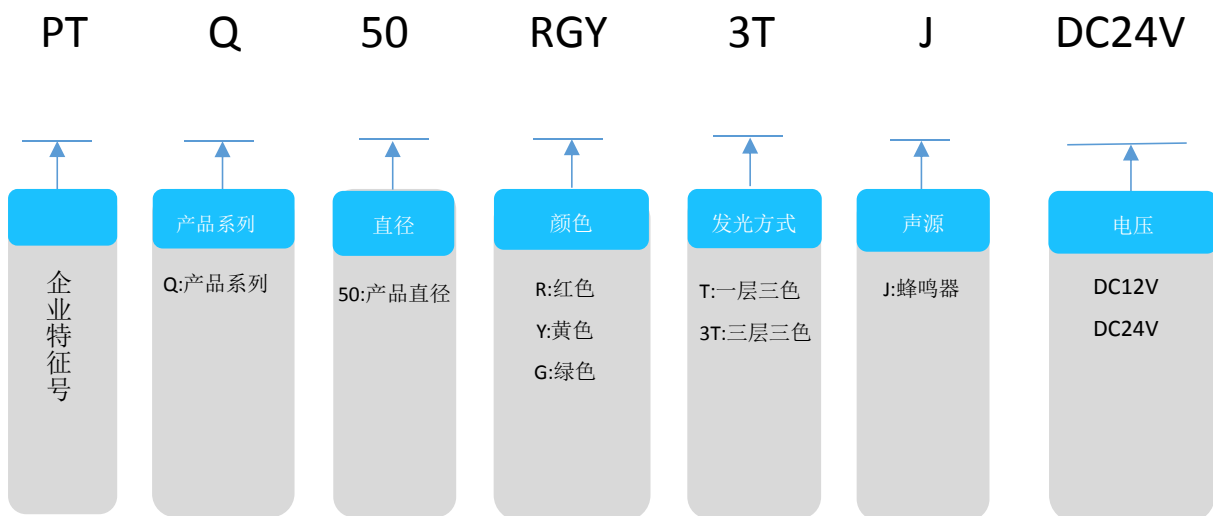 PT Q 50 RGY 3T J DC24V
产品系列 直径 颜色 发光方式 声源 电压
企业特征号
Q:产品系列
50:产品直径
R:红色
Y:黄色
G:绿色
T:一层三色
3T:三层三色
J:蜂鸣器
DC12V
DC24V